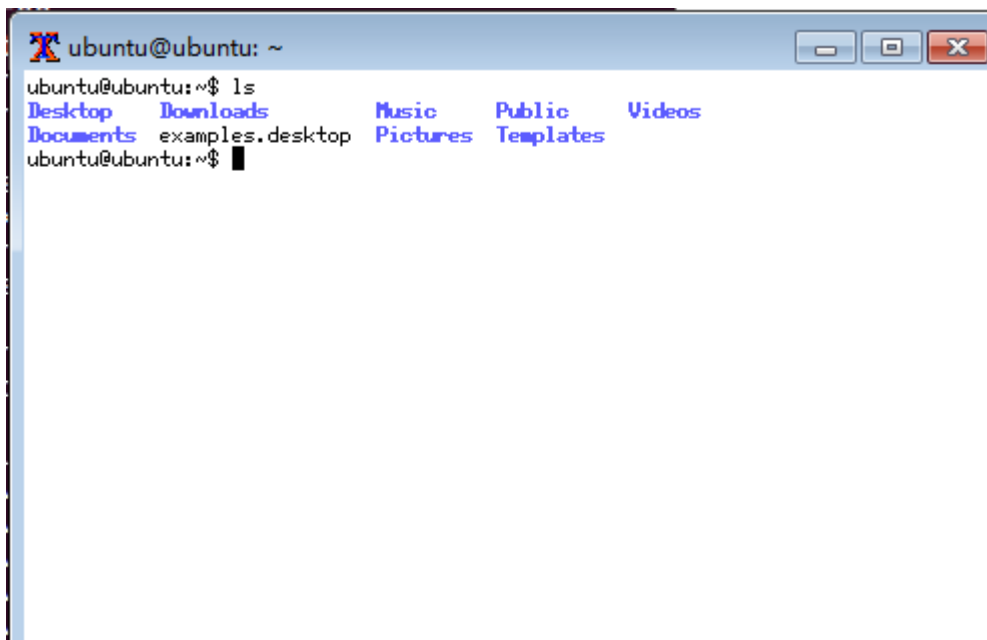 ubuntu@ubuntu: ~
ubuntu@ubuntu:~$ ls
Desktop Downloads Music Public Videos
Documents examples.desktop Pictures Templates
ubuntu@ubuntu:~$